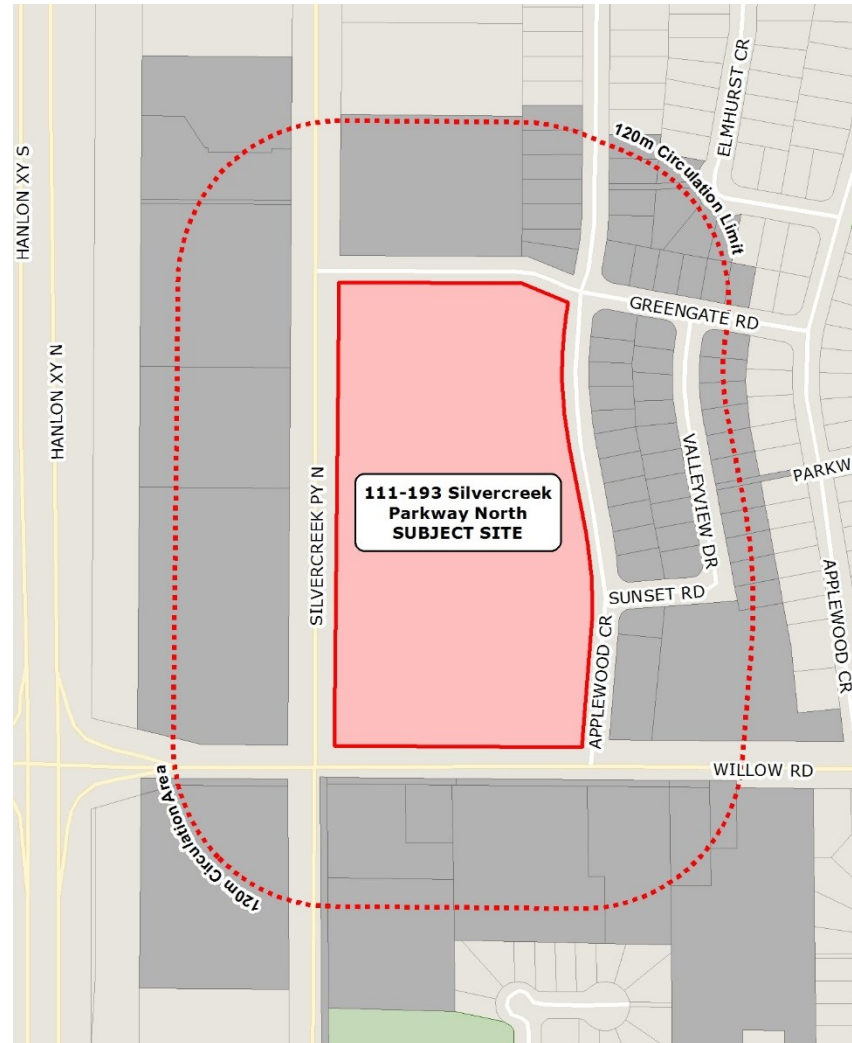 ELMHURST CR
120m Circulation Limit
HANLON XY S
GREENGATE RD
HANLON XY N
VALLEYVIEW DR
PARKW
111-193 Silvercreek
Parkway North
SUBJECT SITE
SILVERCREEK PY N
SUNSET RD
APPLEWOOD CR
APPLEWOOD CR
WILLOW RD
120m Circulation Area